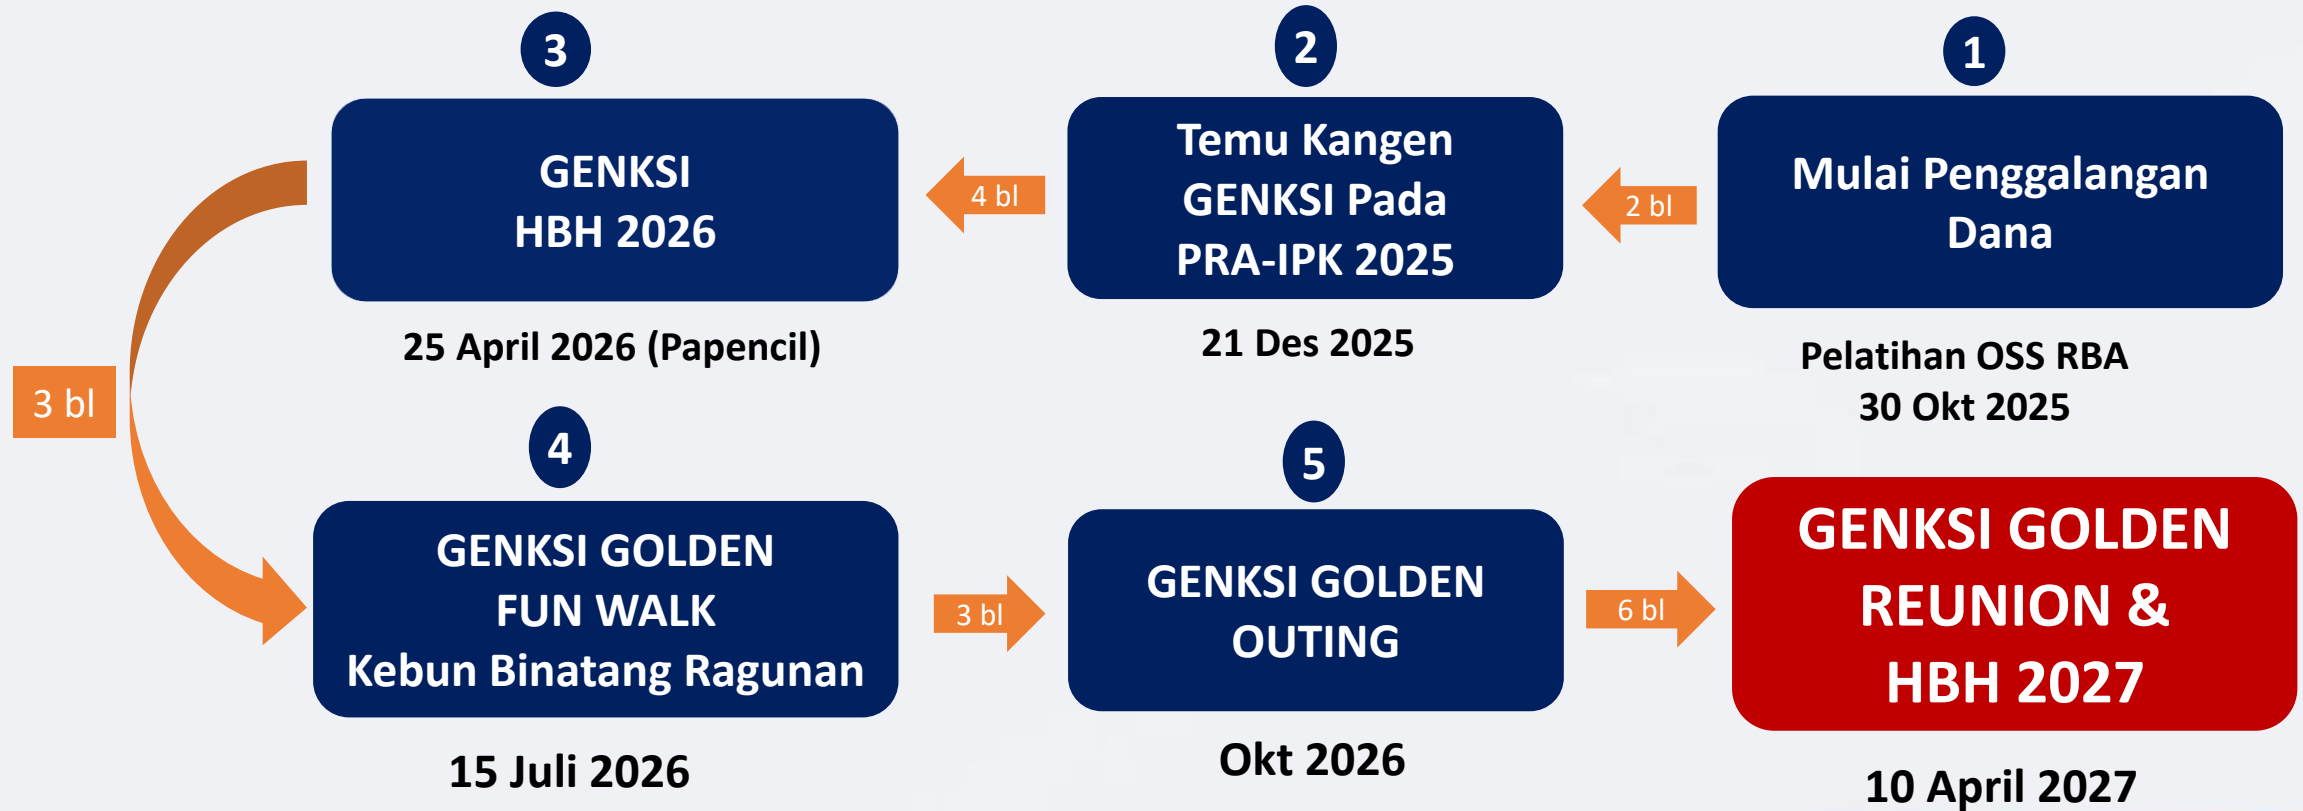 3
2
1
GENKSI
HBH 2026
4 bl
Temu Kangen
GENKSI Pada
PRA-IPK 2025
2 bl
Mulai Penggalangan
Dana
25 April 2026 (Papencil)
21 Des 2025
Pelatihan OSS RBA
30 Okt 2025
3 bl
4
5
GENKSI GOLDEN
FUN WALK
Kebun Binatang Ragunan
3 bl
GENKSI GOLDEN
OUTING
6 bl
GENKSI GOLDEN
REUNION &
HBH 2027
15 Juli 2026
Okt 2026
10 April 2027